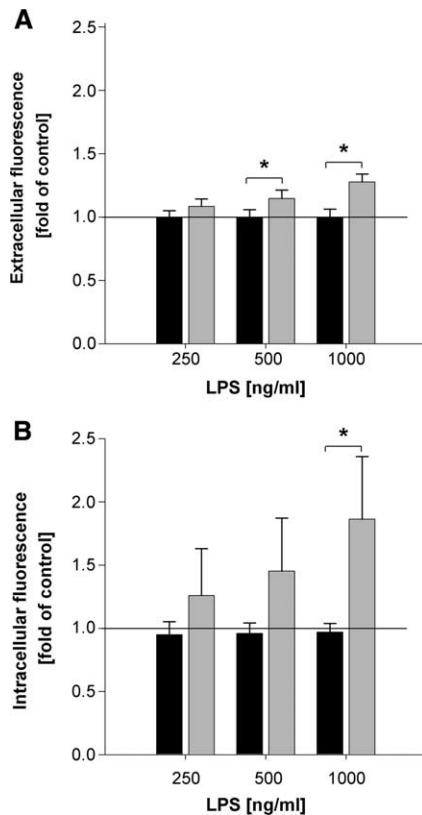 A
Extracellular fluorescence
[fold of control]
2.5
2.0
1.5
1.0
0.5
0.0
*
*
250 500 1000
LPS [ng/ml]
B
Intracellular fluorescence
[fold of control]
2.5
2.0
1.5
1.0
0.5
0.0
*
250 500 1000
LPS [ng/ml]